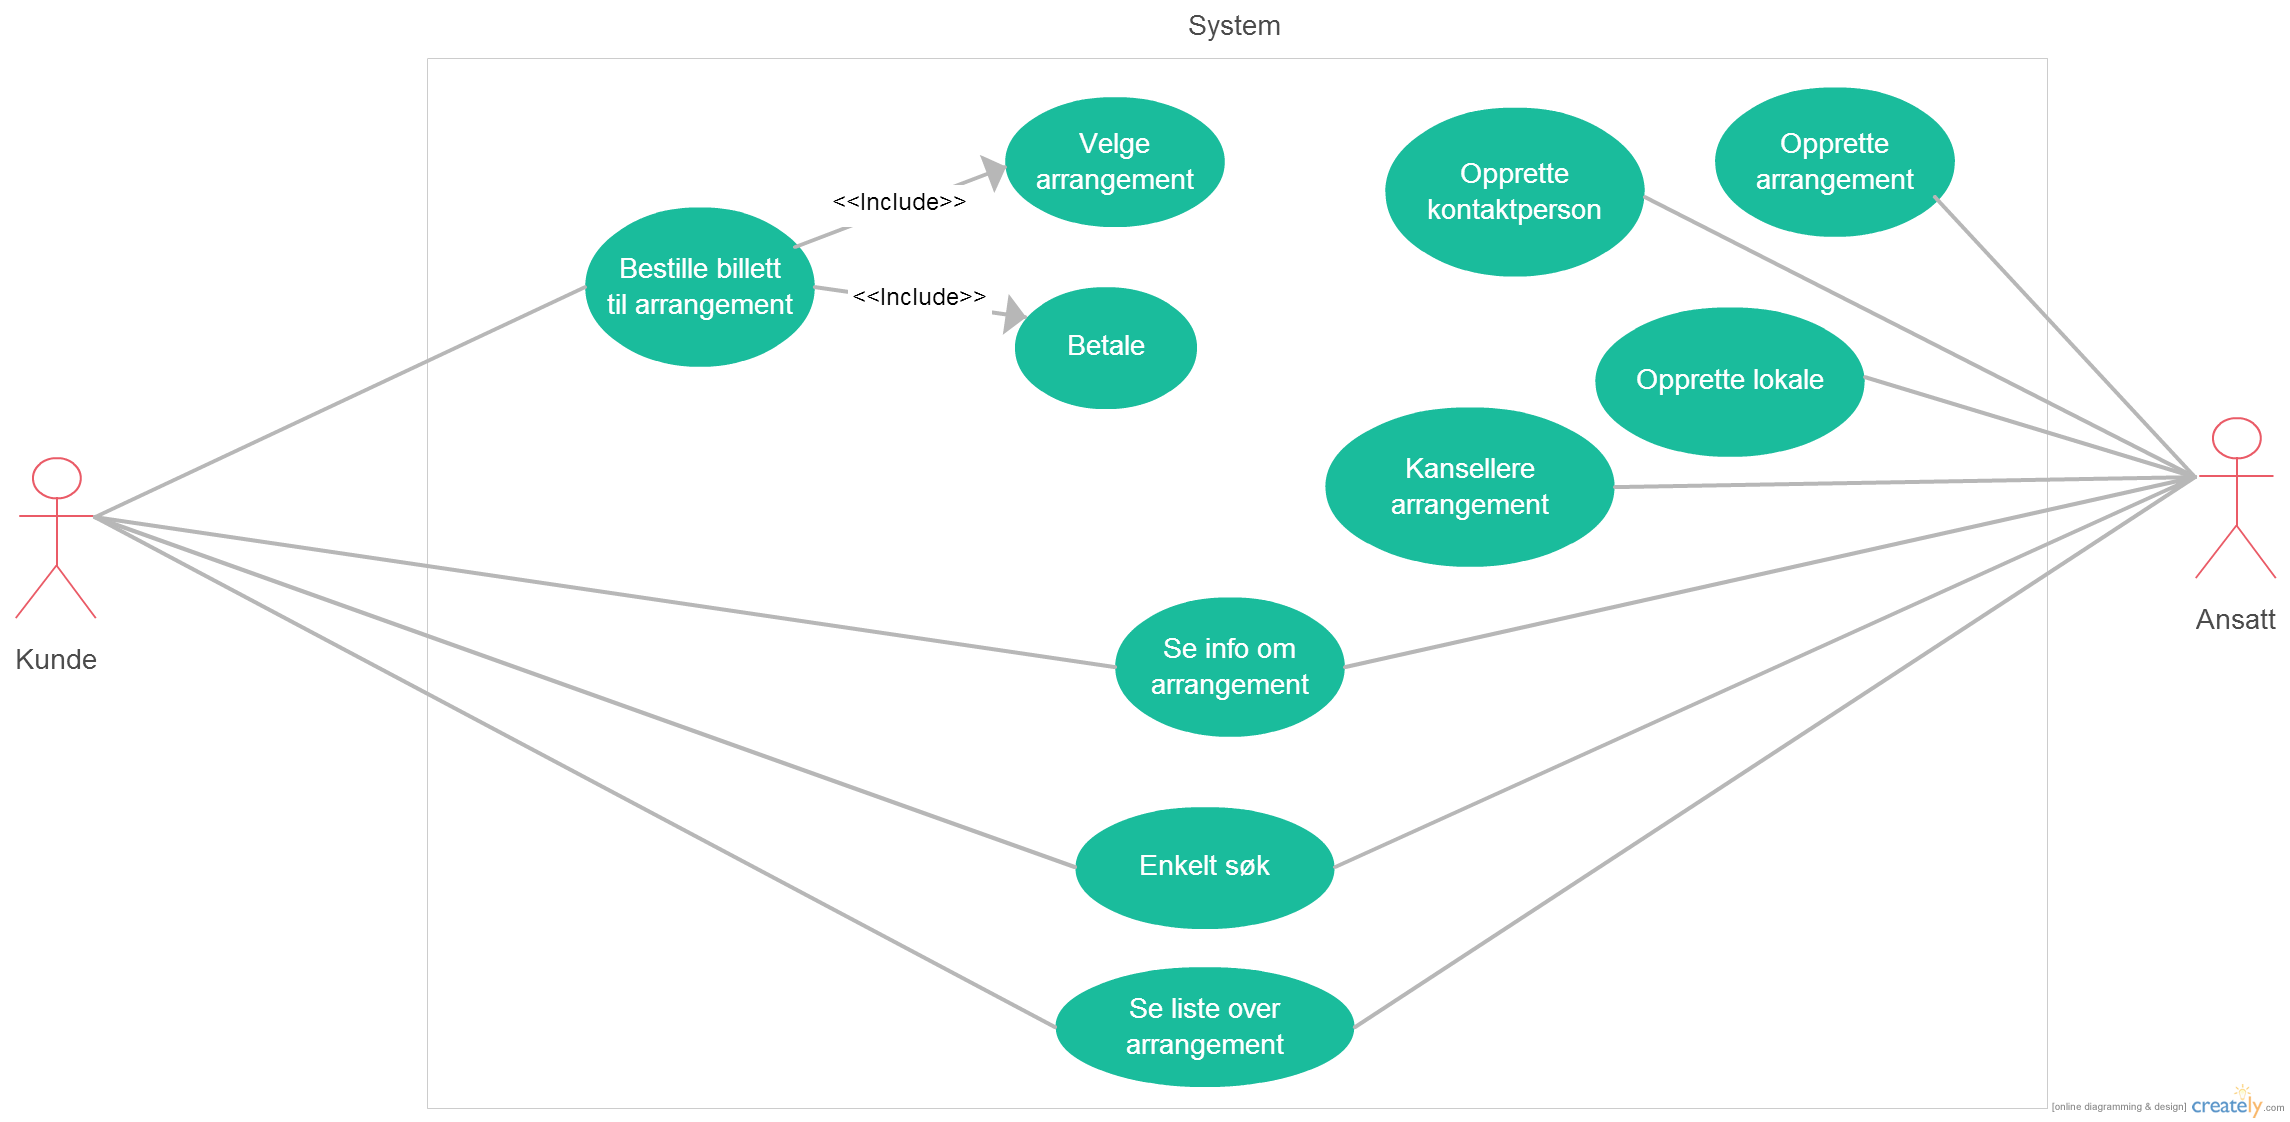 System
Velge
arrangement
Opprette
kontaktperson
Opprette
arrangement
<<Include>>
Bestille billett
til arrangement
<<Include>>
Betale
Opprette lokale
Kansellere
arrangement
Kunde
Ansatt
Se info om
arrangement
Enkelt søk
Se liste over
arrangement
[online diagramming & design] creately.com